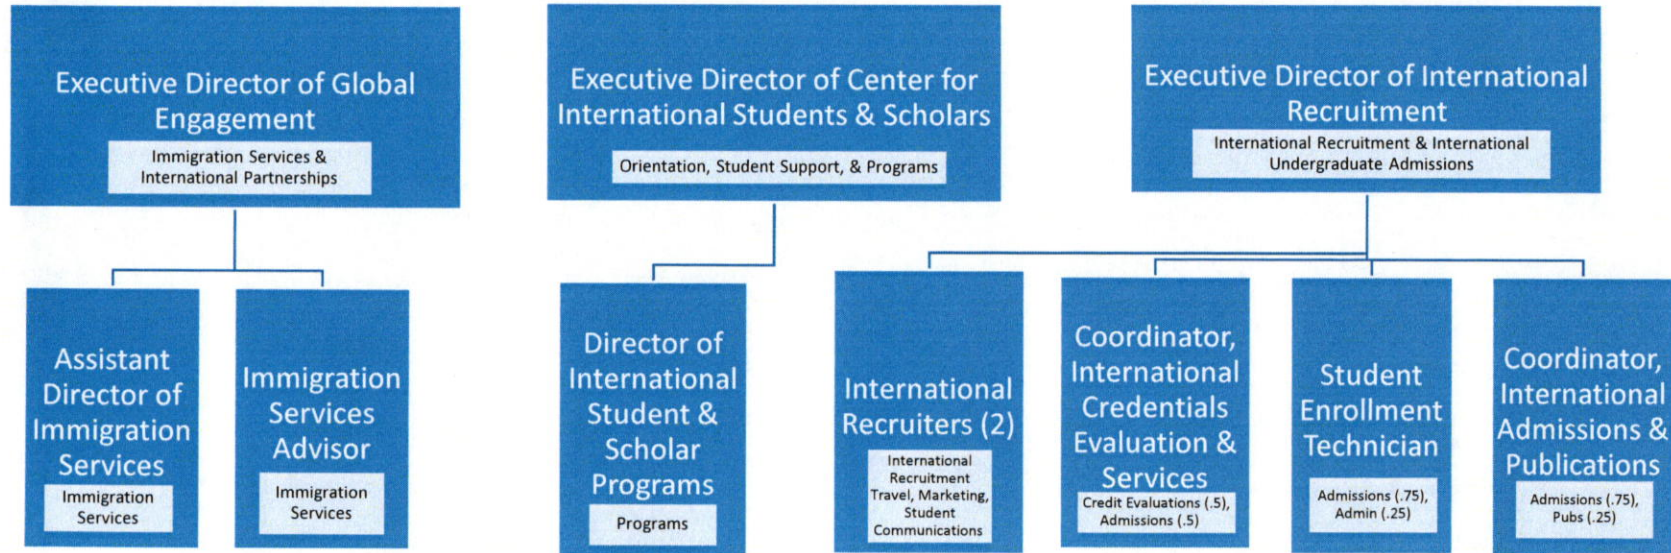 Executive Director of Global
Engagement
Immigration Services &
International Partnerships
Executive Director of Center for
International Students & Scholars
Orientation, Student Support, & Programs
Executive Director of International
Recruitment
International Recruitment & International
Undergraduate Admissions
Assistant
Director of
Immigration
Services
Immigration
Services
Immigration
Services
Advisor
Immigration
Services
Director of
International
Student &
Scholar
Programs
Programs
International
Recruiters (2)
International
Recruitment
Travel, Marketing,
Student
Communications
Coordinator,
International
Credentials
Evaluation &
Services
Credit Evaluations (.5),
Admissions (.5)
Student
Enrollment
Technician
Admissions (.75),
Admin (.25)
Coordinator,
International
Admissions &
Publications
Admissions (.75),
Pubs (.25)